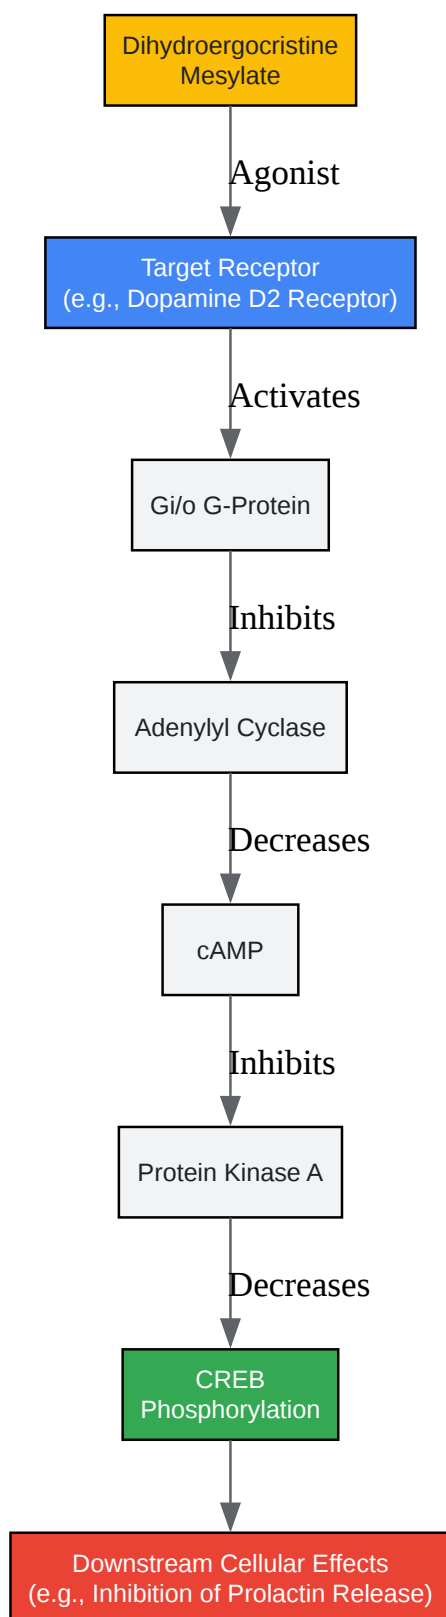 Dihydroergocristine
Mesylate
Agonist
Target Receptor
(e.g., Dopamine D2 Receptor)
Activates
Gi/o G-Protein
Inhibits
Adenylyl Cyclase
Decreases
cAMP
Inhibits
Protein Kinase A
Decreases
CREB
Phosphorylation
Downstream Cellular Effects
(e.g., Inhibition of Prolactin Release)